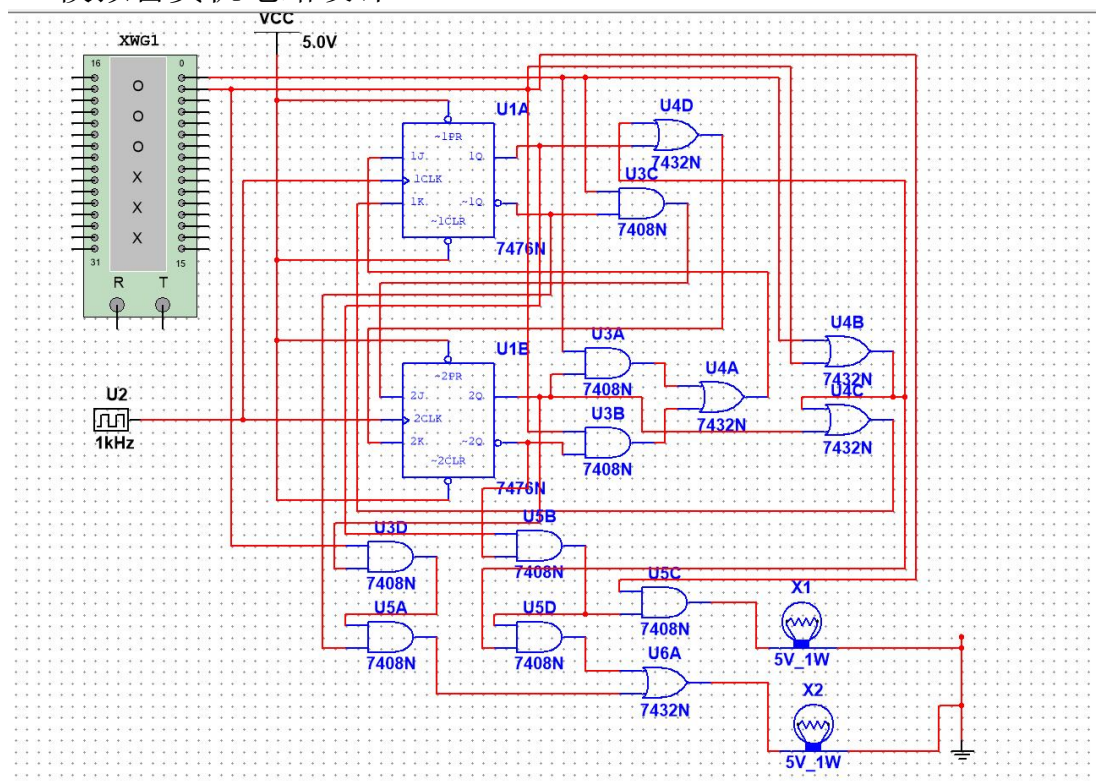 VCC
5.0V
XWG1
16 0
O
O
O
X
X
X
31 15
R T
U1A
~1PR
1J 1Q
1CLK
1K ~1Q
~1CLR
7476N
U4D
7432N
U3C
7408N
U2
1kHz
U1B
~2PR
2J 2Q
2CLK
2K ~2Q
~2CLR
7476N
U3A
7408N
U3B
7408N
U4A
7432N
U4B
7432N
U4C
7432N
U3D
7408N
U5B
7408N
U5A
7408N
U5D
7408N
U5C
7408N
U6A
7432N
X1
5V_1W
X2
5V_1W